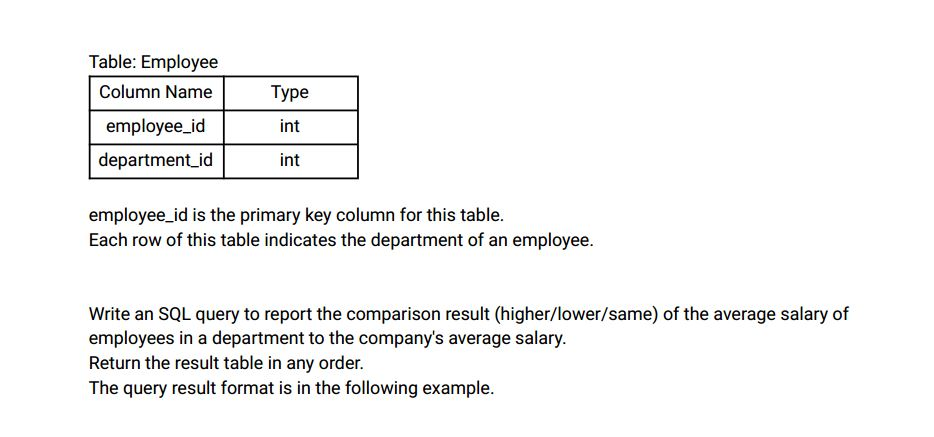 Table: Employee
Column Name Type
employee_id int
department_id int
employee_id is the primary key column for this table.
Each row of this table indicates the department of an employee.
Write an SQL query to report the comparison result (higher/lower/same) of the average salary of
employees in a department to the company's average salary.
Return the result table in any order.
The query result format is in the following example.